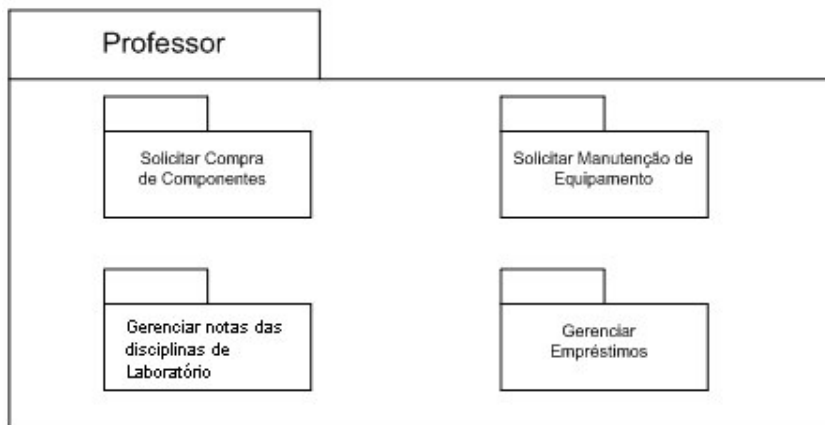 Professor
Solicitar Compra
de Componentes
Solicitar Manutenção de
Equipamento
Gerenciar notas das
disciplinas de
Laboratório
Gerenciar
Empréstimos